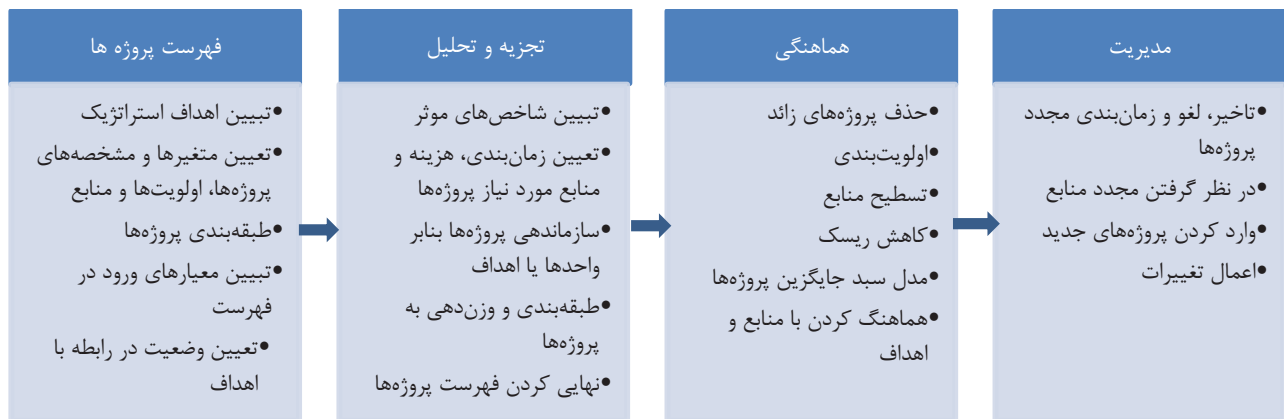 فهرست پروژه ها
•تبیین اهداف استراتژیک
•تعیین متغیرها و مشخصه‌های
پروژه‌ها، اولویت‌ها و منابع
•طبقه‌بندی پروژه‌ها
•تبیین معیارهای ورود در
فهرست
•تعیین وضعیت در رابطه با
اهداف
تجزیه و تحلیل
•تبیین شاخص‌های موثر
•تعیین زمان‌بندی، هزینه و
منابع مورد نیاز پروژه‌ها
•سازماندهی پروژه‌ها بنابر
واحدها یا اهداف
•طبقه‌بندی و وزن‌دهی به
پروژه‌ها
•نهایی کردن فهرست پروژه‌ها
هماهنگی
•حذف پروژه‌های زائد
•اولویت‌بندی
•تسطیح منابع
•کاهش ریسک
•مدل سبد جایگزین پروژه‌ها
•هماهنگ کردن با منابع و
اهداف
مدیریت
•تاخیر، لغو و زمان‌بندی مجدد
پروژه‌ها
•در نظر گرفتن مجدد منابع
•وارد کردن پروژه‌های جدید
•اعمال تغییرات